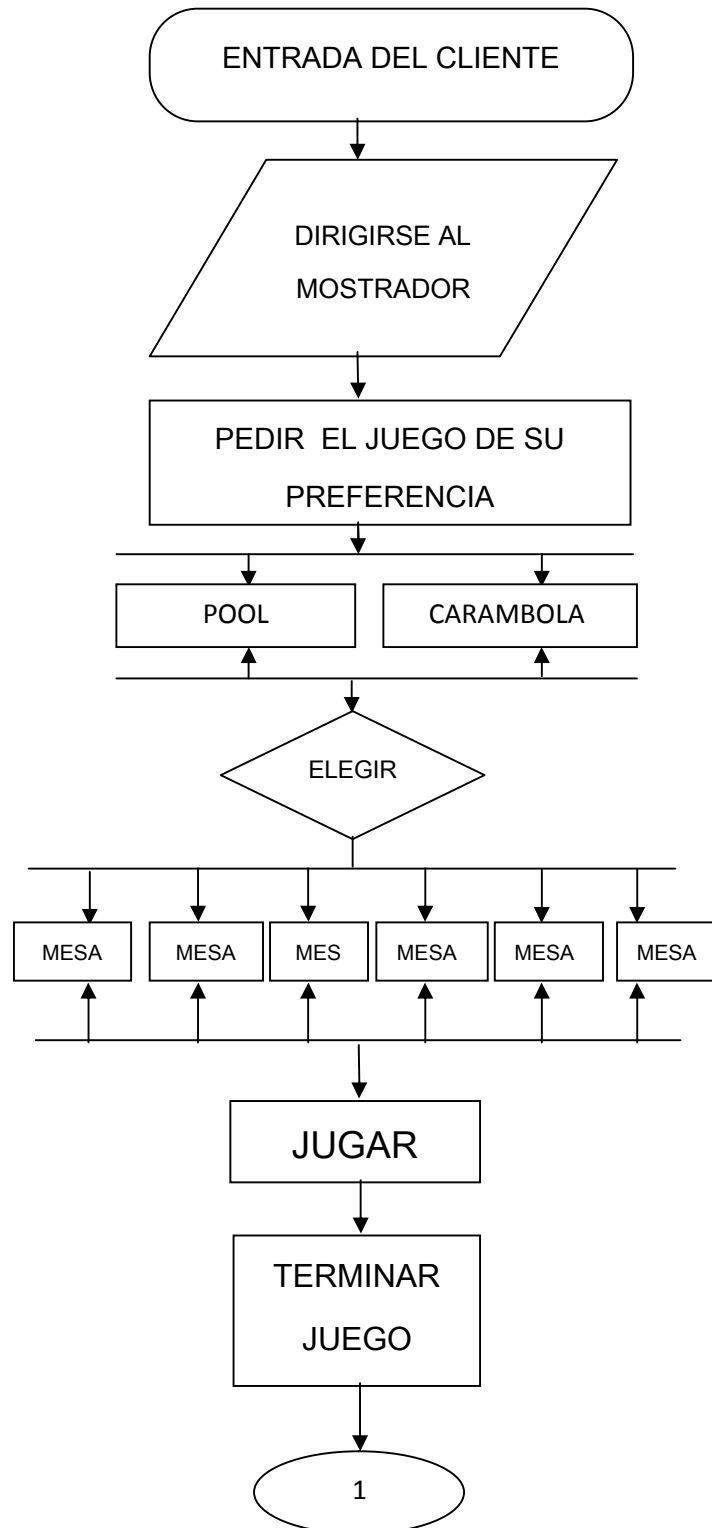 ENTRADA DEL CLIENTE
DIRIGIRSE AL
MOSTRADOR
PEDIR EL JUEGO DE SU
PREFERENCIA
POOL
CARAMBOLA
ELEGIR
MESA
MESA
MES
MESA
MESA
MESA
JUGAR
TERMINAR
JUEGO
1